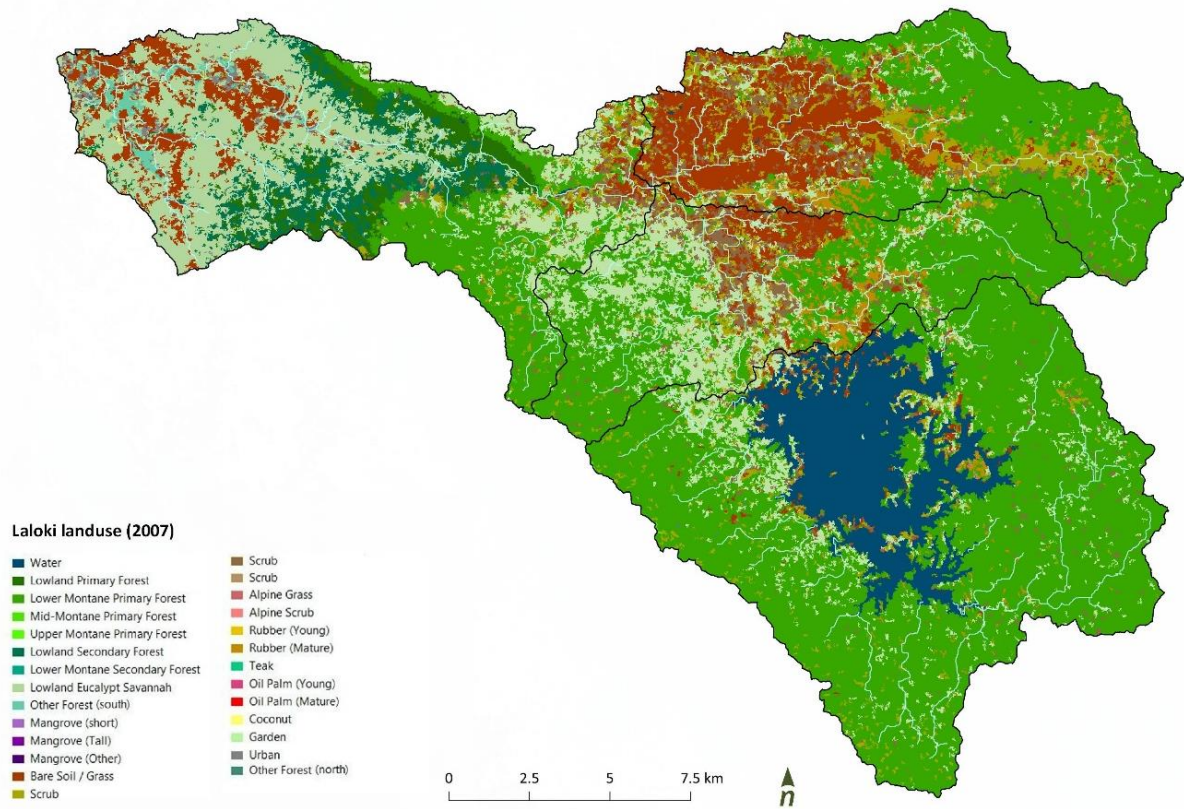 Laloki landuse (2007)
Water
Lowland Primary Forest
Lower Montane Primary Forest
Mid-Montane Primary Forest
Upper Montane Primary Forest
Lowland Secondary Forest
Lower Montane Secondary Forest
Lowland Eucalypt Savannah
Other Forest (south)
Mangrove (short)
Mangrove (Tall)
Mangrove (Other)
Bare Soil / Grass
Scrub
Scrub
Scrub
Alpine Grass
Alpine Scrub
Rubber (Young)
Rubber (Mature)
Teak
Oil Palm (Young)
Oil Palm (Mature)
Coconut
Garden
Urban
Other Forest (north)
0 2.5 5 7.5 km
n